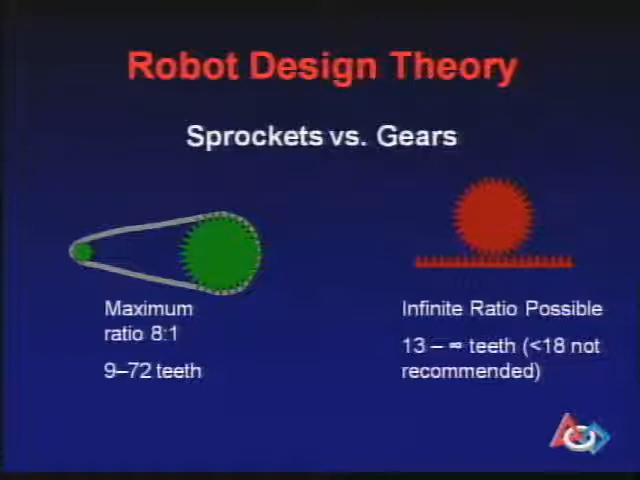 Robot Design Theory
Sprockets vs. Gears
Maximum
ratio 8:1
9–72 teeth
Infinite Ratio Possible
13 – ∞ teeth (<18 not
recommended)